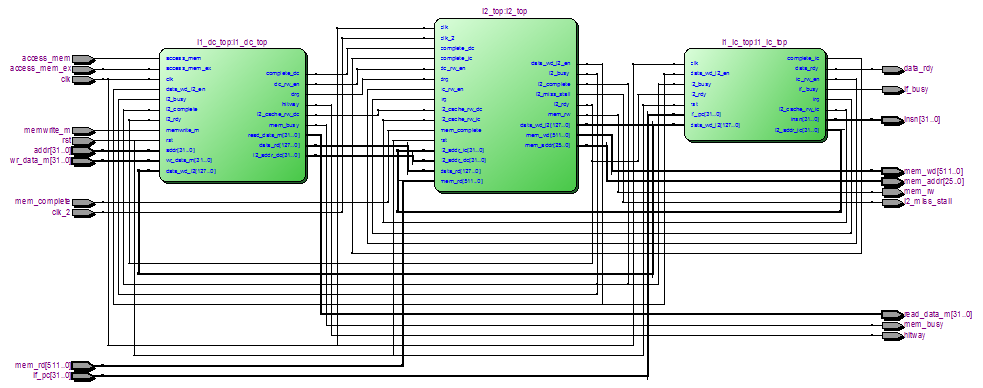 l2_top:l2_top
l1_dc_top:l1_dc_top
l1_ic_top:l1_ic_top
access_mem
access_mem_ex
clk
memwrite_m
rst
addr[31..0]
wr_data_m[31..0]
mem_complete
clk_2
mem_rd[511..0]
if_pc[31..0]
access_mem
access_mem_ex
clk
data_wd_l2_en
l2_busy
l2_complete
l2_rdy
memwrite_m
rst
addr[31..0]
wr_data_m[31..0]
data_wd_l2[127..0]
complete_dc
dc_rw_en
drq
hitway
l2_cache_rw_dc
mem_busy
read_data_m[31..0]
data_rd[127..0]
l2_addr_dc[31..0]
clk
clk_2
complete_dc
complete_ic
dc_rw_en
drq
ic_rw_en
irq
l2_cache_rw_dc
l2_cache_rw_ic
mem_complete
rst
l2_addr_ic[31..0]
l2_addr_dc[31..0]
data_rd[127..0]
mem_rd[511..0]
data_wd_l2_en
l2_busy
l2_complete
l2_miss_stall
l2_rdy
mem_rw
data_wd_l2[127..0]
mem_wd[511..0]
mem_addr[25..0]
clk
data_wd_l2_en
l2_busy
l2_rdy
rst
if_pc[31..0]
data_wd_l2[127..0]
complete_ic
data_rdy
ic_rw_en
if_busy
irq
l2_cache_rw_ic
insn[31..0]
l2_addr_ic[31..0]
data_rdy
if_busy
insn[31..0]
mem_wd[511..0]
mem_addr[25..0]
mem_rw
l2_miss_stall
read_data_m[31..0]
mem_busy
hitway